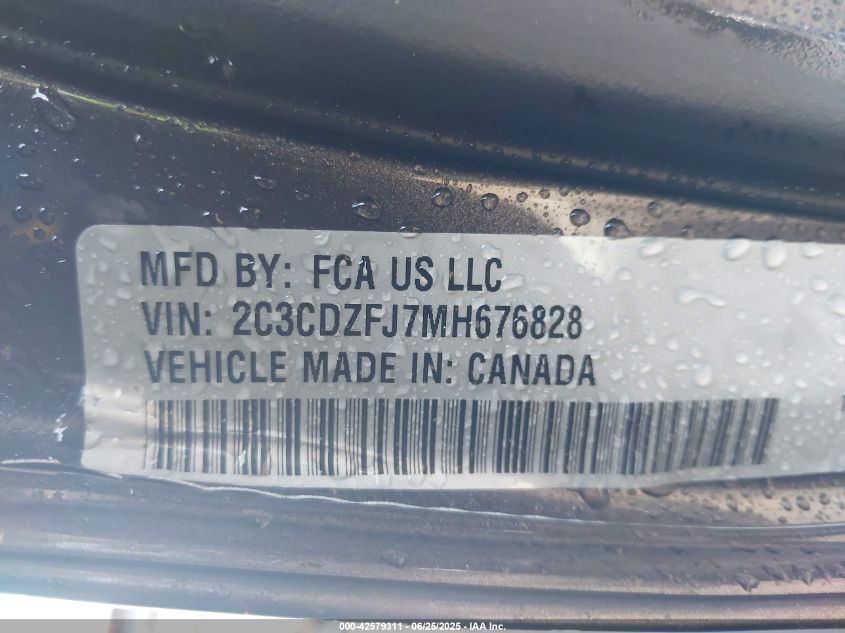 MFD BY: FCA US LLC
VIN: 2C3CDZFJ7MH676828
VEHICLE MADE IN: CANADA
000-42579311 - 06/25/2025 - IAA Inc.